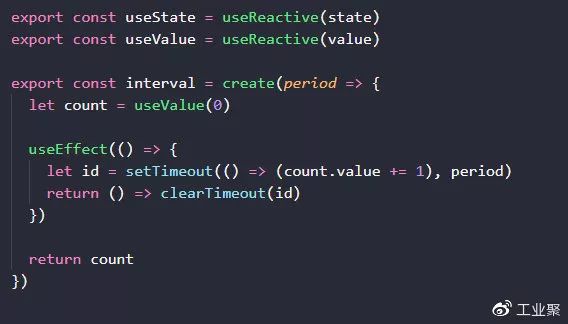 export const useState = useReactive(state)
export const useValue = useReactive(value)

export const interval = create(period => {
  let count = useValue(0)

  useEffect(() => {
    let id = setTimeout(() => (count.value += 1), period)
    return () => clearTimeout(id)
  })

  return count
})
工业聚